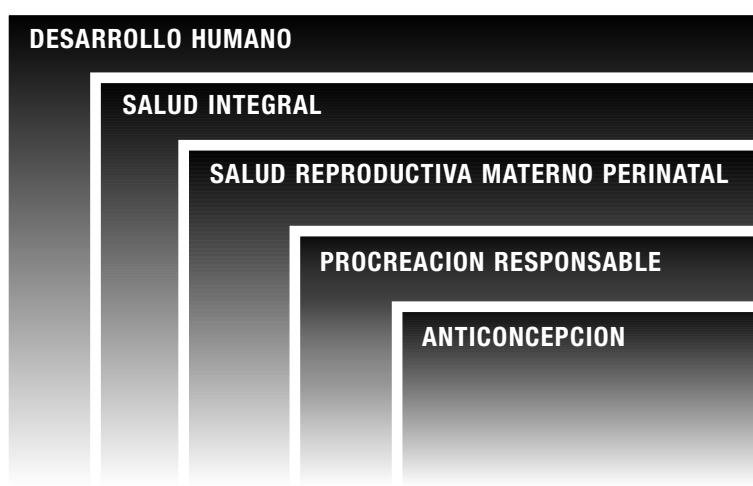 DESARROLLO HUMANO
SALUD INTEGRAL
SALUD REPRODUCTIVA MATERNO PERINATAL
PROCREACION RESPONSABLE
ANTICONCEPCION